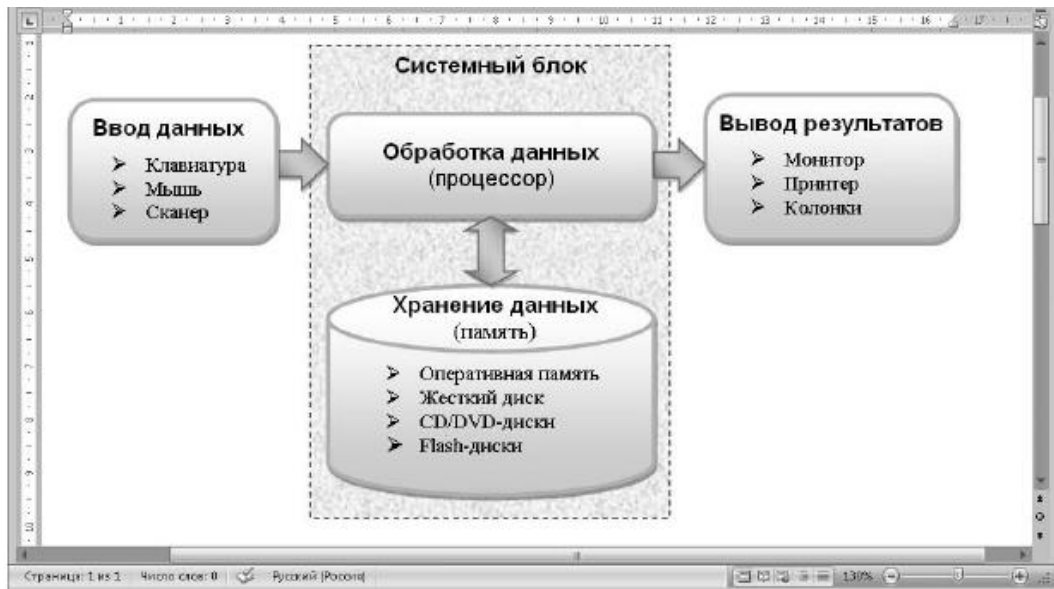 Системный блок
Ввод данных
Клавиатура
Мышь
Сканер
Обработка данных
(процессор)
Вывод результатов
Монитор
Принтер
Колонки
Хранение данных
(память)
Оперативная память
Жесткий диск
CD/DVD-диски
Flash-диски
Страница: 1 из 1 Число слов: 0 Русский (Россия) 130%